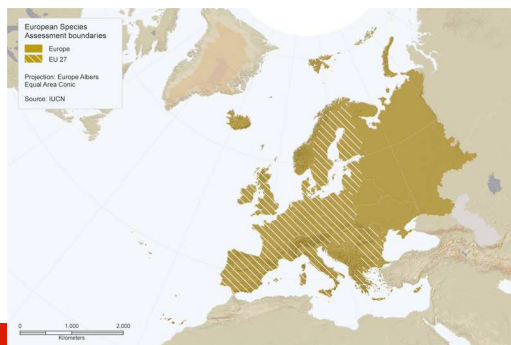 European Species
Assessment boundaries
Europe
EU 27
Projection: Europe Albers
Equal Area Conic
Source: IUCN
0 1.000 2.000
Kilometers